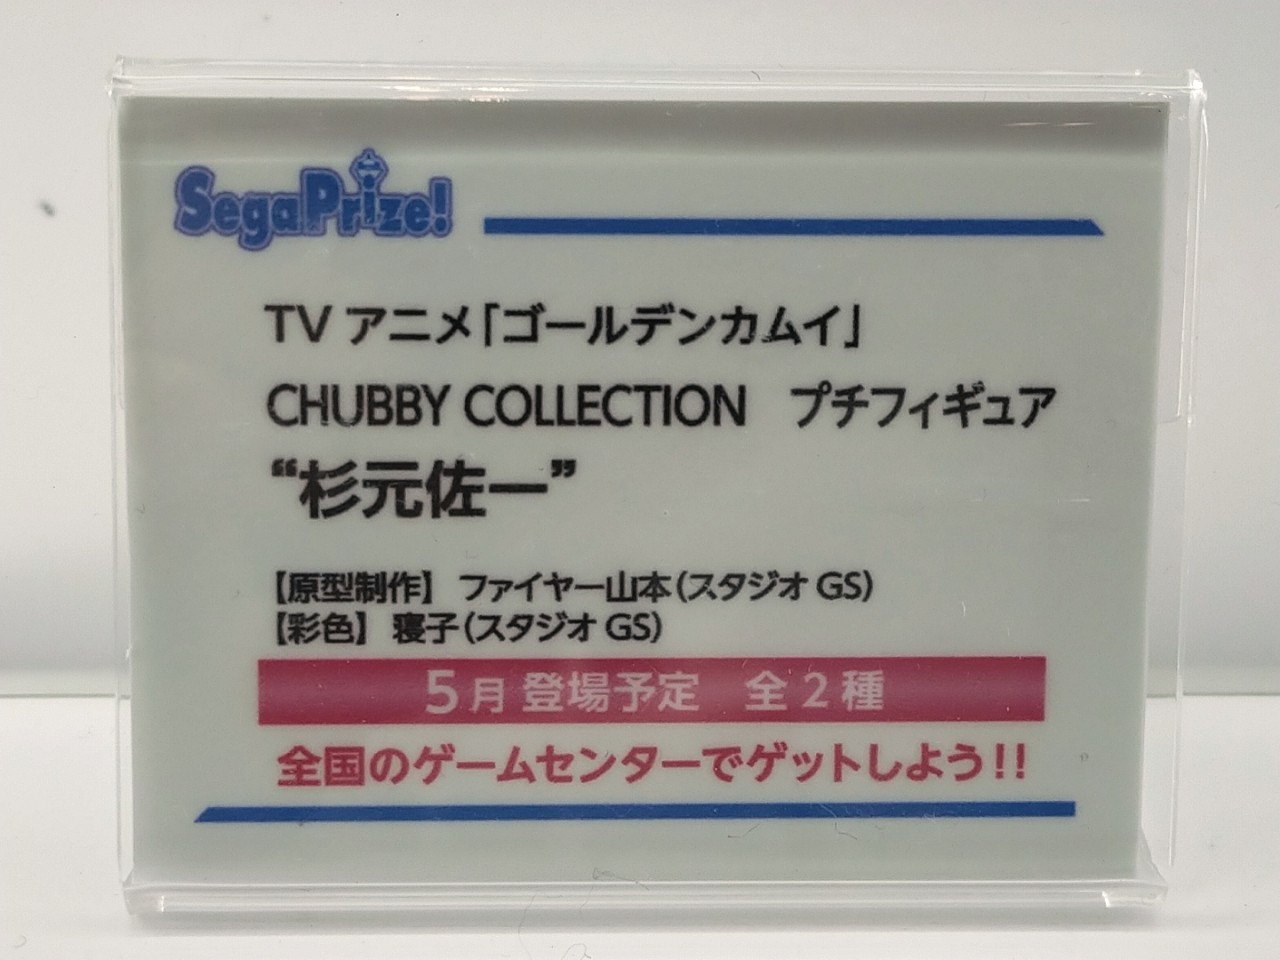 SegaPrize!
TV アニメ「ゴールデンカムイ」
CHUBBY COLLECTION　プチフィギュア
“杉元佐一”
【原型制作】 ファイヤー山本(スタジオ GS)
【彩色】 寝子(スタジオ GS)
5月 登場予定　全2種
全国のゲームセンターでゲットしよう!!